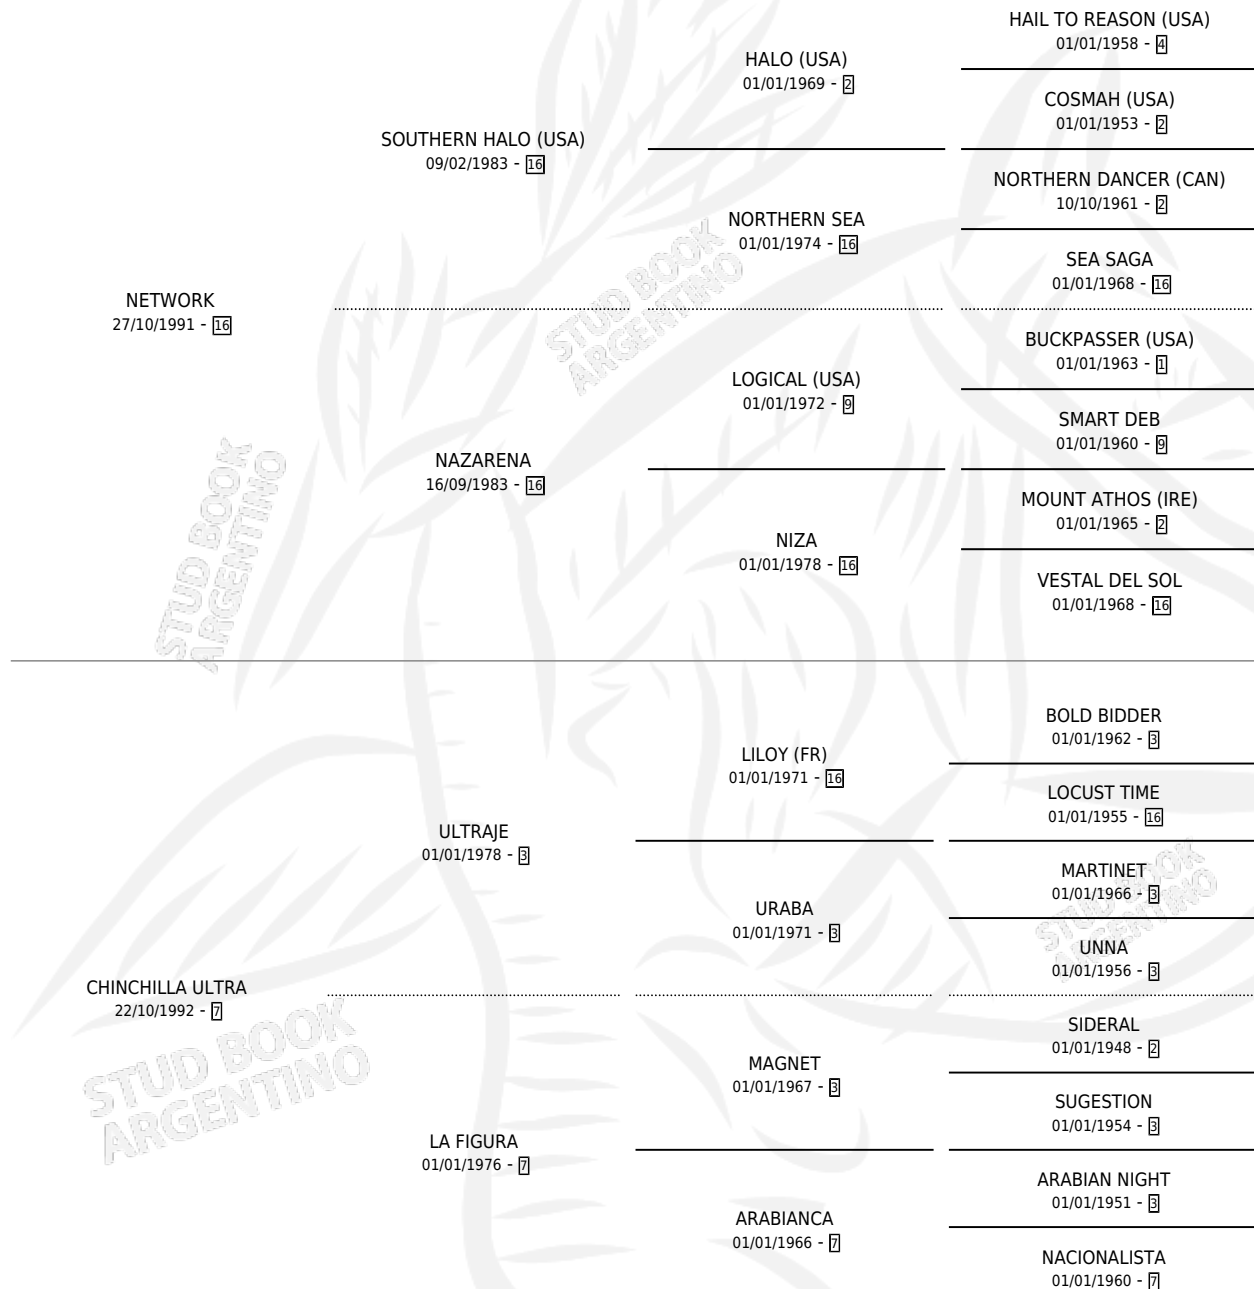 HAIL TO REASON (USA)
01/01/1958 - 4
HALO (USA)
01/01/1969 - 2
COSMAH (USA)
01/01/1953 - 2
SOUTHERN HALO (USA)
09/02/1983 - 16
NORTHERN DANCER (CAN)
10/10/1961 - 2
NORTHERN SEA
01/01/1974 - 16
SEA SAGA
01/01/1968 - 16
NETWORK
27/10/1991 - 16
BUCKPASSER (USA)
01/01/1963 - 1
LOGICAL (USA)
01/01/1972 - 9
SMART DEB
01/01/1960 - 9
NAZARENA
16/09/1983 - 16
MOUNT ATHOS (IRE)
01/01/1965 - 2
NIZA
01/01/1978 - 16
VESTAL DEL SOL
01/01/1968 - 16
BOLD BIDDER
01/01/1962 - 3
LILOY (FR)
01/01/1971 - 16
LOCUST TIME
01/01/1955 - 16
ULTRAJE
01/01/1978 - 3
MARTINET
01/01/1966 - 3
URABA
01/01/1971 - 3
UNNA
01/01/1956 - 3
CHINCHILLA ULTRA
22/10/1992 - 7
SIDERAL
01/01/1948 - 2
MAGNET
01/01/1967 - 3
SUGESTION
01/01/1954 - 3
LA FIGURA
01/01/1976 - 7
ARABIAN NIGHT
01/01/1951 - 3
ARABIANCA
01/01/1966 - 7
NACIONALISTA
01/01/1960 - 7
STUD BOOK
ARGENTINO
STUD BOOK
ARGENTINO
STUD BOOK
ARGENTINO
STUD BOOK
ARGENTINO